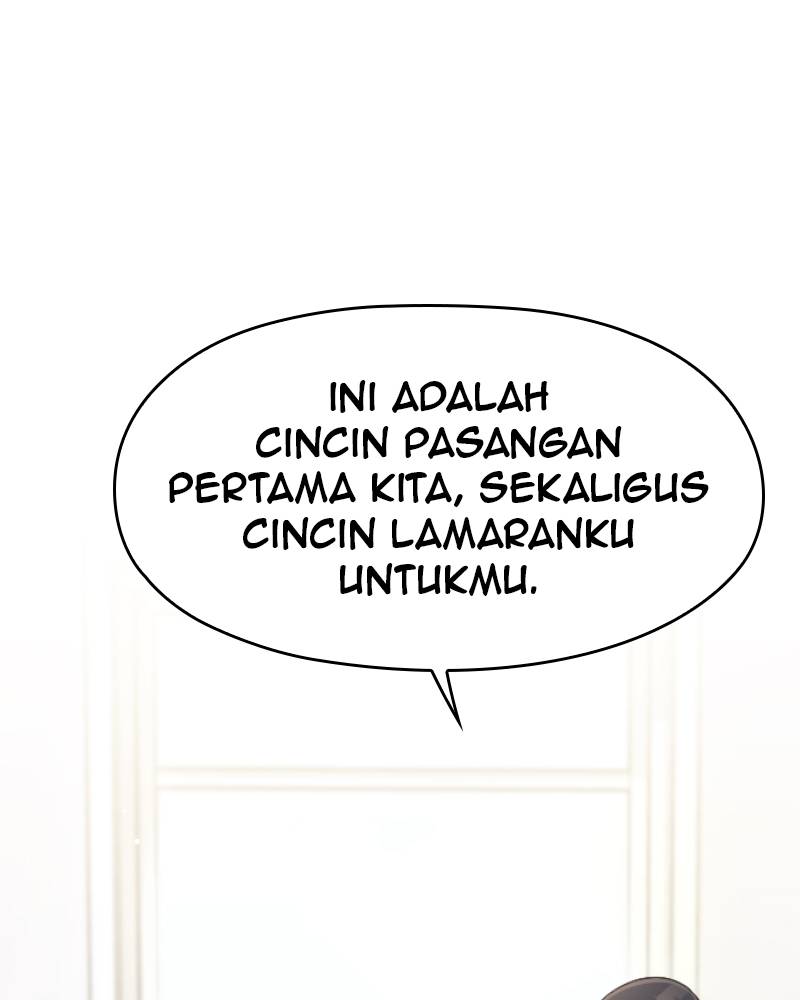 INI ADALAH
CINCIN PASANGAN
PERTAMA KITA, SEKALIGUS
CINCIN LAMARANKU
UNTUKMU.